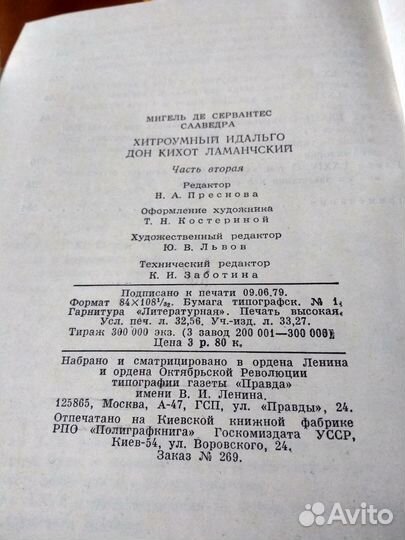 МИГЕЛЬ ДЕ СЕРВАНТЕС
СААВЕДРА
ХИТРОУМНЫЙ ИДАЛЬГО
ДОН КИХОТ ЛАМАНЧСКИЙ
Часть вторая
Редактор
Н. А. Преснова
Оформление художника
Т. Н. Костериной
Художественный редактор
Ю. В. Львов
Технический редактор
К. И. Заботина
Подписано к печати 09.06.79.
Формат 84×108¹/₃₂. Бумага типографск. № 1.
Гарнитура «Литературная». Печать высокая.
Усл. печ. л. 32,56. Уч.-изд. л. 33,27.
Тираж 300 000 экз. (3 завод 200 001—300 000).
Цена 3 р. 80 к.
Набрано и сматрицировано в ордена Ленина
и ордена Октябрьской Революции
типографии газеты «Правда»
имени В. И. Ленина.
125865, Москва, А-47, ГСП, ул. «Правды», 24.
Отпечатано на Киевской книжной фабрике
РПО «Полиграфкнига» Госкомиздата УССР,
Киев-54, ул. Воровского, 24.
Заказ № 269.
Avito